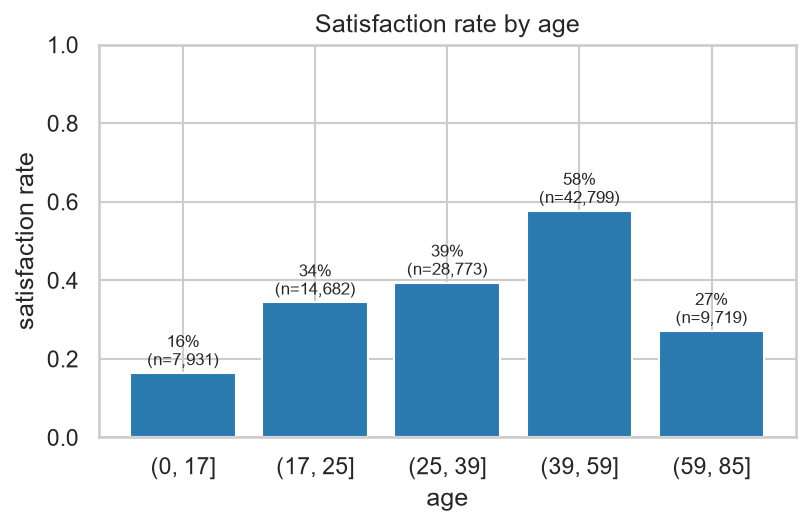 Satisfaction rate by age
satisfaction rate
1.0
0.8
0.6
0.4
0.2
0.0
16%
(n=7,931)
34%
(n=14,682)
39%
(n=28,773)
58%
(n=42,799)
27%
(n=9,719)
(0, 17]
(17, 25]
(25, 39]
(39, 59]
(59, 85]
age